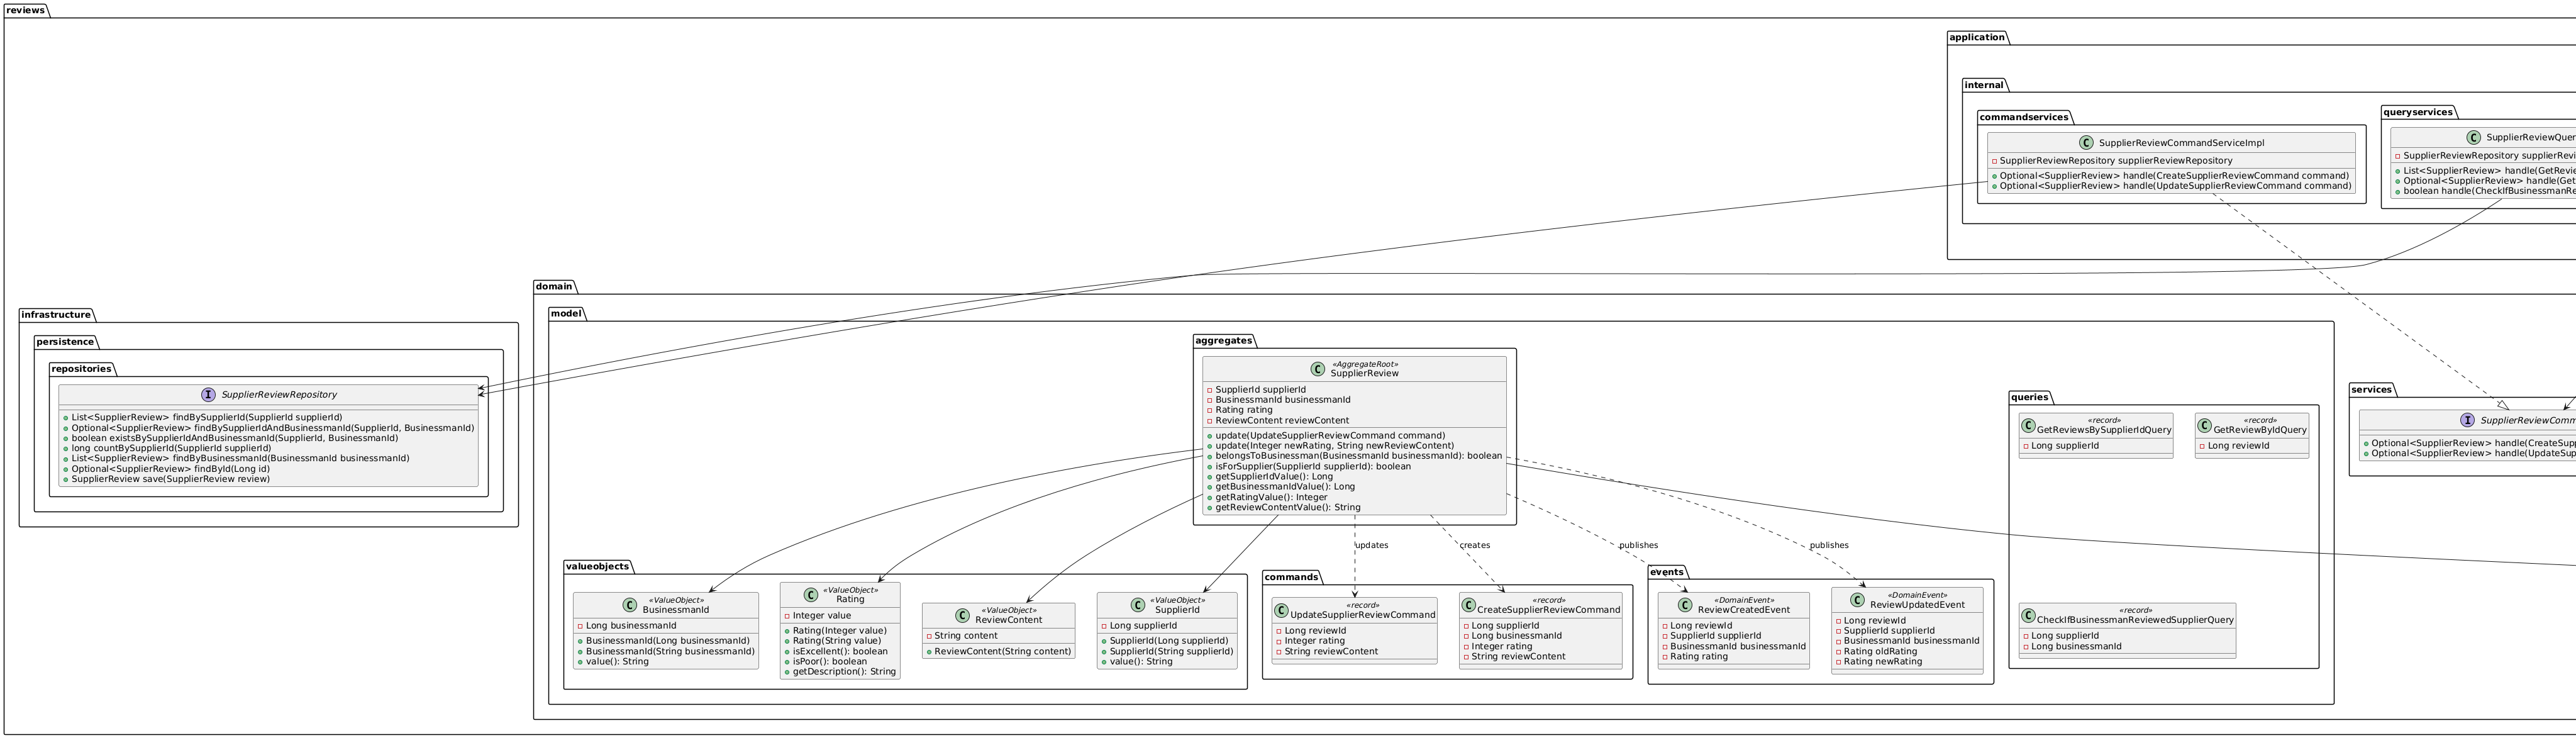 reviews
application
internal
commandservices
C SupplierReviewCommandServiceImpl
SupplierReviewRepository supplierReviewRepository
Optional<SupplierReview> handle(CreateSupplierReviewCommand command)
Optional<SupplierReview> handle(UpdateSupplierReviewCommand command)
queryservices
C SupplierReviewQuer
SupplierReviewRepository supplierRevi
List<SupplierReview> handle(GetRevie
Optional<SupplierReview> handle(Get
boolean handle(CheckIfBusinessmanRe
infrastructure
persistence
repositories
I SupplierReviewRepository
List<SupplierReview> findBySupplierId(SupplierId supplierId)
Optional<SupplierReview> findBySupplierIdAndBusinessmanId(SupplierId, BusinessmanId)
boolean existsBySupplierIdAndBusinessmanId(SupplierId, BusinessmanId)
long countBySupplierId(SupplierId supplierId)
List<SupplierReview> findByBusinessmanId(BusinessmanId businessmanId)
Optional<SupplierReview> findById(Long id)
SupplierReview save(SupplierReview review)
domain
model
aggregates
«AggregateRoot»
C SupplierReview
SupplierId supplierId
BusinessmanId businessmanId
Rating rating
ReviewContent reviewContent
update(UpdateSupplierReviewCommand command)
update(Integer newRating, String newReviewContent)
belongsToBusinessman(BusinessmanId businessmanId): boolean
isForSupplier(SupplierId supplierId): boolean
getSupplierIdValue(): Long
getBusinessmanIdValue(): Long
getRatingValue(): Integer
getReviewContentValue(): String
queries
«record»
C GetReviewsBySupplierIdQuery
Long supplierId
«record»
C GetReviewByIdQuery
Long reviewId
«record»
C CheckIfBusinessmanReviewedSupplierQuery
Long supplierId
Long businessmanId
services
I SupplierReviewComm
Optional<SupplierReview> handle(CreateSupp
Optional<SupplierReview> handle(UpdateSup
updates
creates
publishes
publishes
valueobjects
«ValueObject»
C BusinessmanId
Long businessmanId
BusinessmanId(Long businessmanId)
BusinessmanId(String businessmanId)
value(): String
«ValueObject»
C Rating
Integer value
Rating(Integer value)
Rating(String value)
isExcellent(): boolean
isPoor(): boolean
getDescription(): String
«ValueObject»
C ReviewContent
String content
ReviewContent(String content)
«ValueObject»
C SupplierId
Long supplierId
SupplierId(Long supplierId)
SupplierId(String supplierId)
value(): String
commands
«record»
C UpdateSupplierReviewCommand
Long reviewId
Integer rating
String reviewContent
«record»
C CreateSupplierReviewCommand
Long supplierId
Long businessmanId
Integer rating
String reviewContent
events
«DomainEvent»
C ReviewCreatedEvent
Long reviewId
SupplierId supplierId
BusinessmanId businessmanId
Rating rating
«DomainEvent»
C ReviewUpdatedEvent
Long reviewId
SupplierId supplierId
BusinessmanId businessmanId
Rating oldRating
Rating newRating